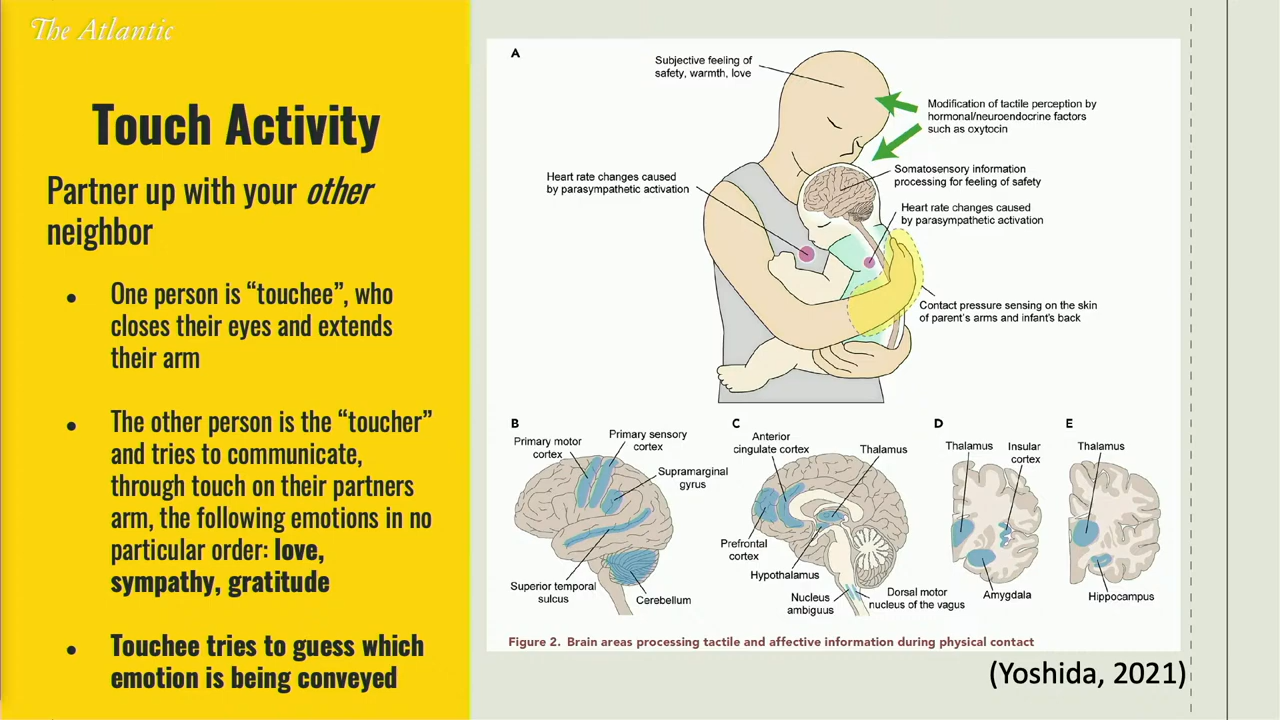 The Atlantic
Touch Activity
Partner up with your other
neighbor
● One person is “touchee”, who
closes their eyes and extends
their arm
● The other person is the “toucher”
and tries to communicate,
through touch on their partners
arm, the following emotions in no
particular order: love,
sympathy, gratitude
● Touchee tries to guess which
emotion is being conveyed
A
Subjective feeling of
safety, warmth, love
Modification of tactile perception by
hormonal/neuroendocrine factors
such as oxytocin
Heart rate changes caused
by parasympathetic activation
Somatosensory information
processing for feeling of safety
Heart rate changes caused
by parasympathetic activation
Contact pressure sensing on the skin
of parent's arms and infant's back
B
Primary motor
cortex
Primary sensory
cortex
Supramarginal
gyrus
Superior temporal
sulcus
Cerebellum
C
Anterior
cingulate cortex
Thalamus
Prefrontal
cortex
Hypothalamus
Nucleus
ambiguus
Dorsal motor
nucleus of the vagus
D
Thalamus
Insular
cortex
Amygdala
E
Thalamus
Hippocampus
Figure 2. Brain areas processing tactile and affective information during physical contact
(Yoshida, 2021)